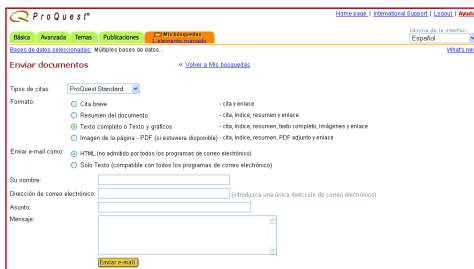 ProQuest®
Home page | International Support | Logout | Ayuda
Básica Avanzada Temas Publicaciones Mis búsquedas
1 elemento marcado
Idioma de la interfaz:
Español
Bases de datos seleccionadas: Múltiples bases de datos...
What's new
Enviar documentos
« Volver a Mis búsquedas
Tipos de citas: ProQuest Standard
Formato: Cita breve - cita y enlace
Resumen del documento - cita, índice, resumen y enlace
Texto completo o Texto y gráficos - cita, índice, resumen, texto completo, imágenes y enlace
Imagen de la página - PDF (si estuviera disponible) - cita, índice, resumen, PDF adjunto y enlace
Enviar e-mail como: HTML (no admitido por todos los programas de correo electrónico)
Sólo Texto (compatible con todos los programas de correo electrónico)
Su nombre:
Dirección de correo electrónico: (introduzca una única dirección de correo electrónico)
Asunto:
Mensaje:
Enviar e-mail